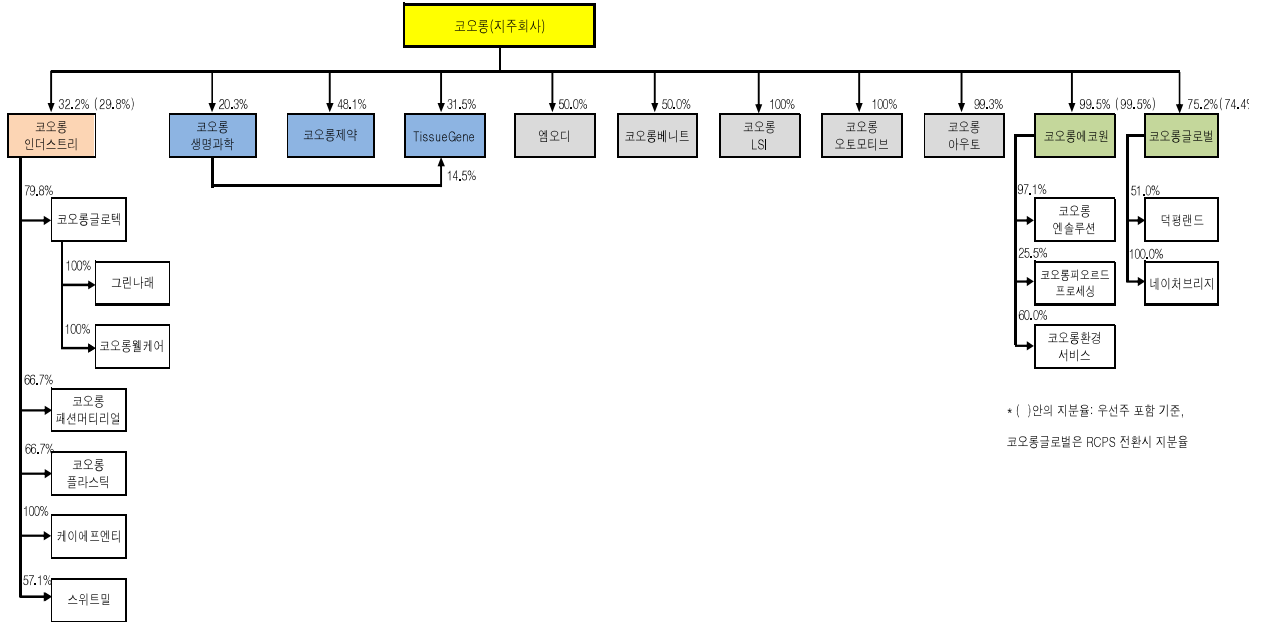 코오롱(지주회사)
32.2% (29.8%)
20.3%
48.1%
31.5%
50.0%
50.0%
100%
100%
99.3%
99.5% (99.5%)
75.2% (74.4%
코오롱
인더스트리
코오롱
생명과학
코오롱제약
TissueGene
엠오디
코오롱베니트
코오롱
LSI
코오롱
오토모티브
코오롱
아우토
코오롱에코원
코오롱글로벌
14.5%
79.8%
코오롱글로텍
100%
그린나래
100%
코오롱웰케어
66.7%
코오롱
패션머티리얼
66.7%
코오롱
플라스틱
100%
케이에프엔티
57.1%
스위트밀
97.1%
코오롱
엔솔루션
25.5%
코오롱피오르드
프로세싱
60.0%
코오롱환경
서비스
51.0%
덕평랜드
100.0%
네이처브리지
* ( )안의 지분율: 우선주 포함 기준,
코오롱글로벌은 RCPS 전환시 지분율